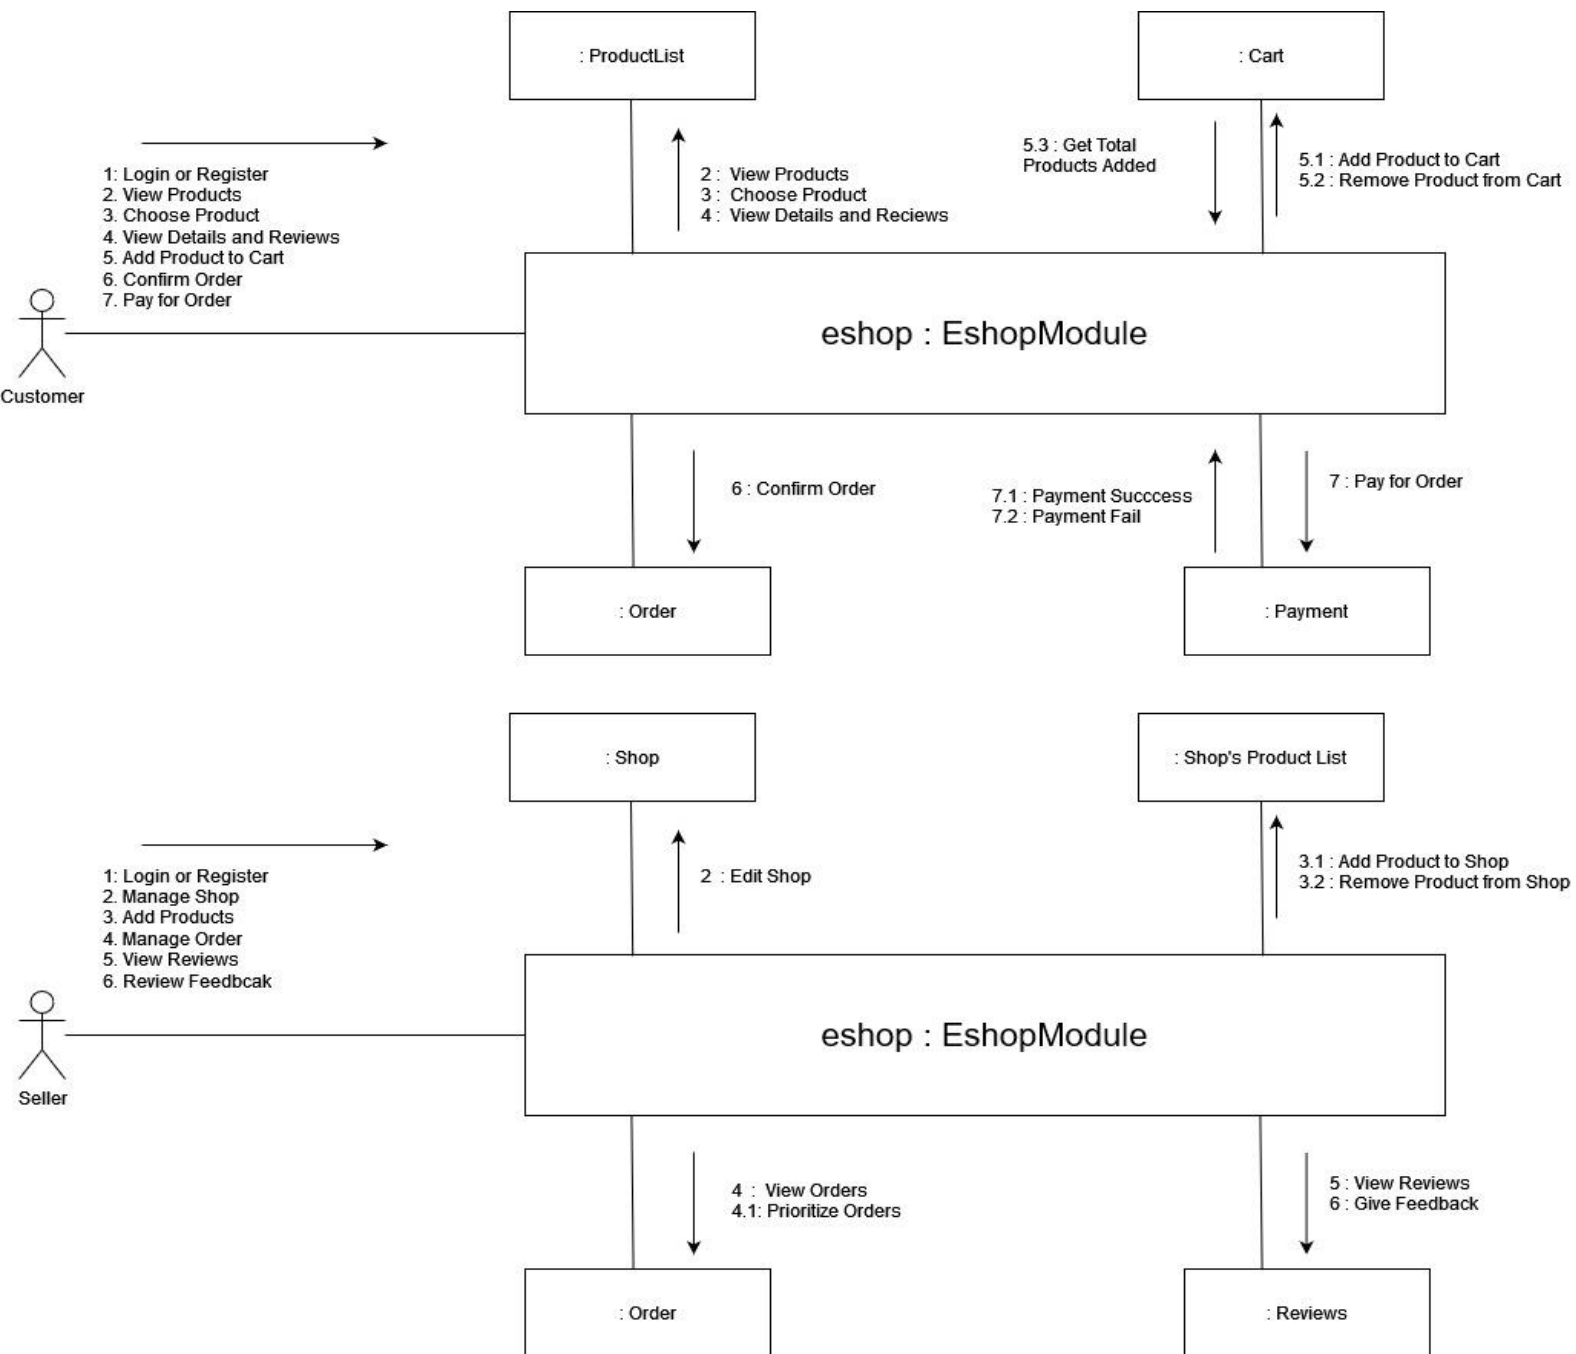 : ProductList
: Cart
1: Login or Register
2. View Products
3. Choose Product
4. View Details and Reviews
5. Add Product to Cart
6. Confirm Order
7. Pay for Order
2 : View Products
3 : Choose Product
4 : View Details and Reciews
5.3 : Get Total
Products Added
5.1 : Add Product to Cart
5.2 : Remove Product from Cart
eshop : EshopModule
Customer
6 : Confirm Order
7.1 : Payment Succcess
7.2 : Payment Fail
7 : Pay for Order
: Order
: Payment
: Shop
: Shop's Product List
1: Login or Register
2. Manage Shop
3. Add Products
4. Manage Order
5. View Reviews
6. Review Feedbcak
2 : Edit Shop
3.1 : Add Product to Shop
3.2 : Remove Product from Shop
eshop : EshopModule
Seller
4 : View Orders
4.1: Prioritize Orders
5 : View Reviews
6 : Give Feedback
: Order
: Reviews